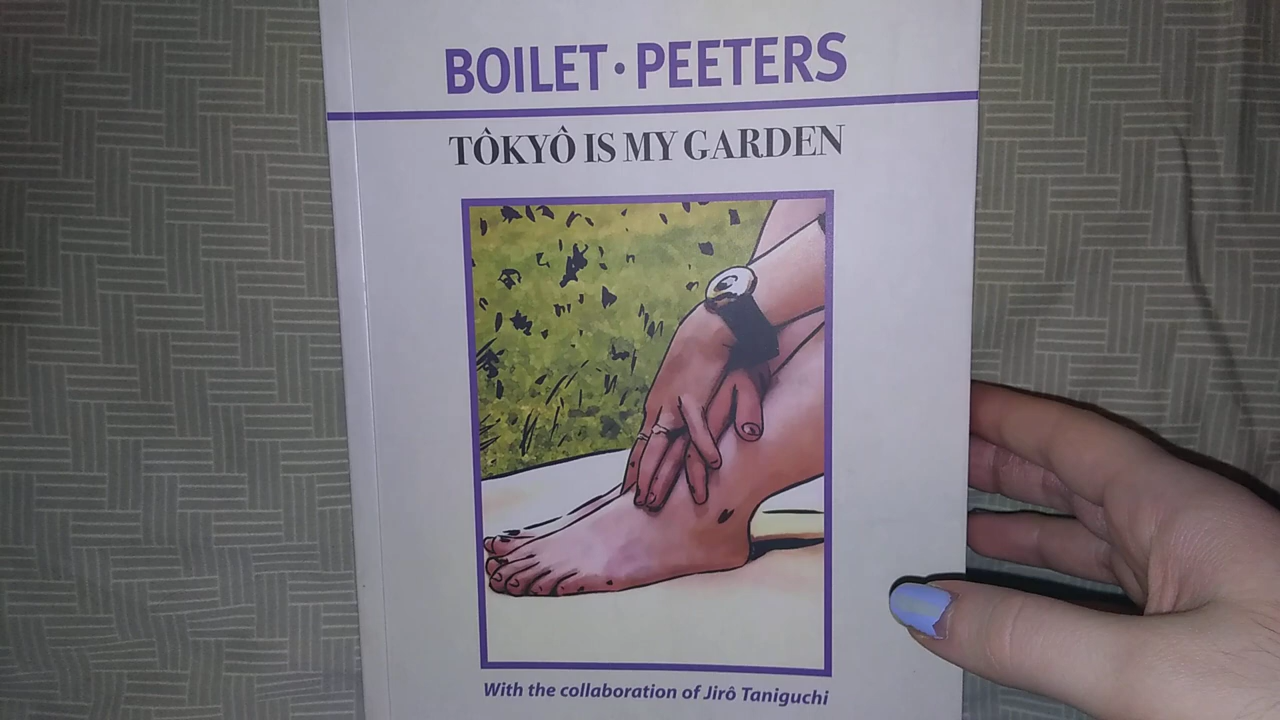 BOILET • PEETERS
TÔKYÔ IS MY GARDEN
With the collaboration of Jirô Taniguchi